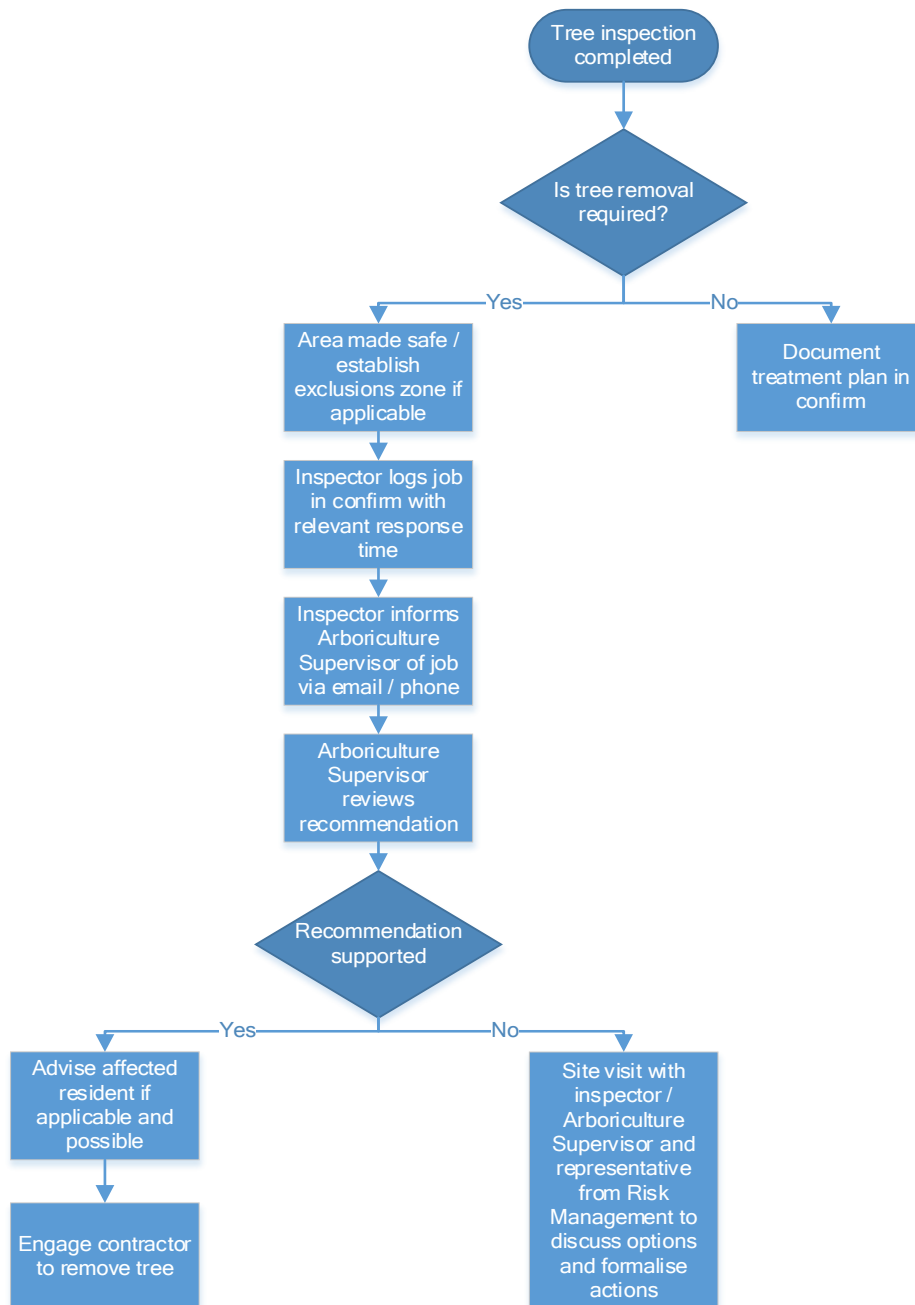 Tree inspection
completed
Is tree removal
required?
Yes
No
Area made safe /
establish
exclusions zone if
applicable
Document
treatment plan in
confirm
Inspector logs job
in confirm with
relevant response
time
Inspector informs
Arboriculture
Supervisor of job
via email / phone
Arboriculture
Supervisor
reviews
recommendation
Recommendation
supported
Yes
No
Advise affected
resident if
applicable and
possible
Engage contractor
to remove tree
Site visit with
inspector /
Arboriculture
Supervisor and
representative
from Risk
Management to
discuss options
and formalise
actions